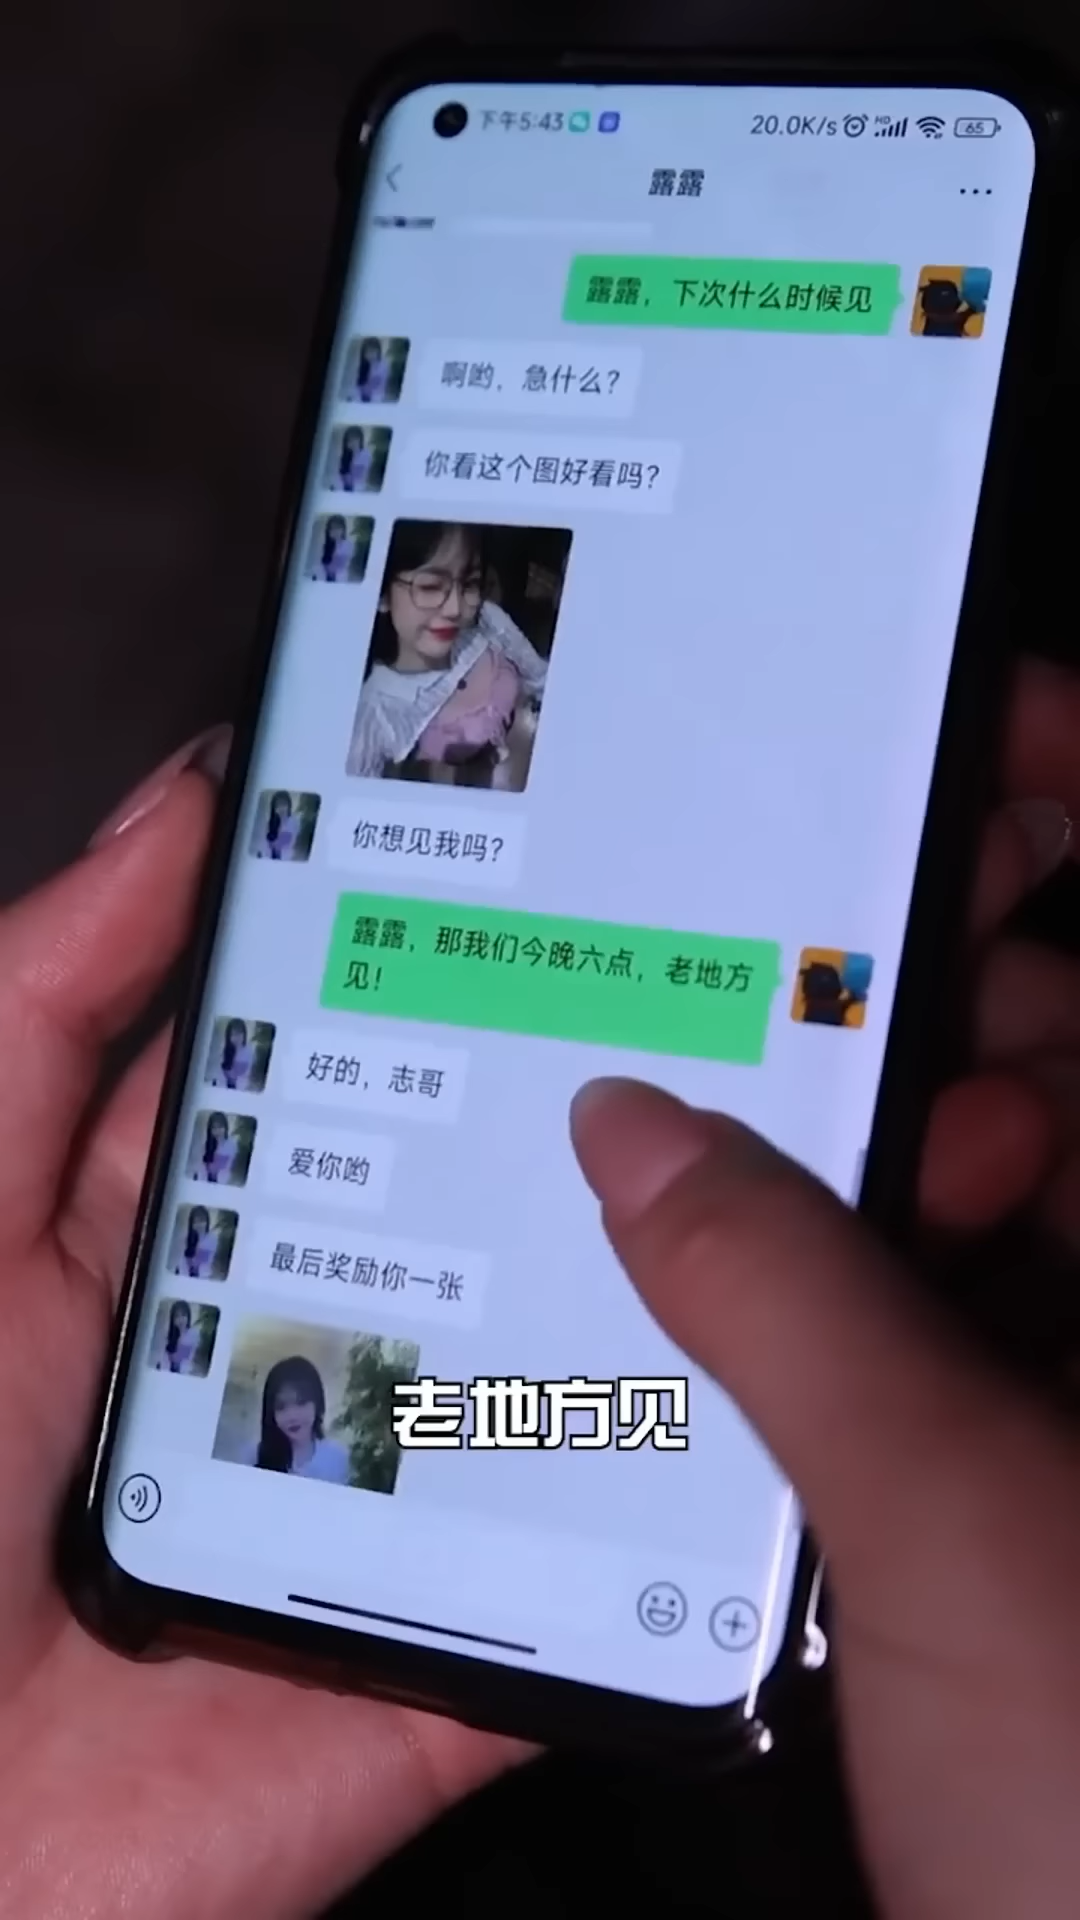 下午5:43
20.0K/s
HD
65
露露
露露，下次什么时候见
啊哟，急什么？
你看这个图好看吗？
你想见我吗？
露露，那我们今晚六点，老地方
见！
好的，志哥
爱你哟
最后奖励你一张
老地方见